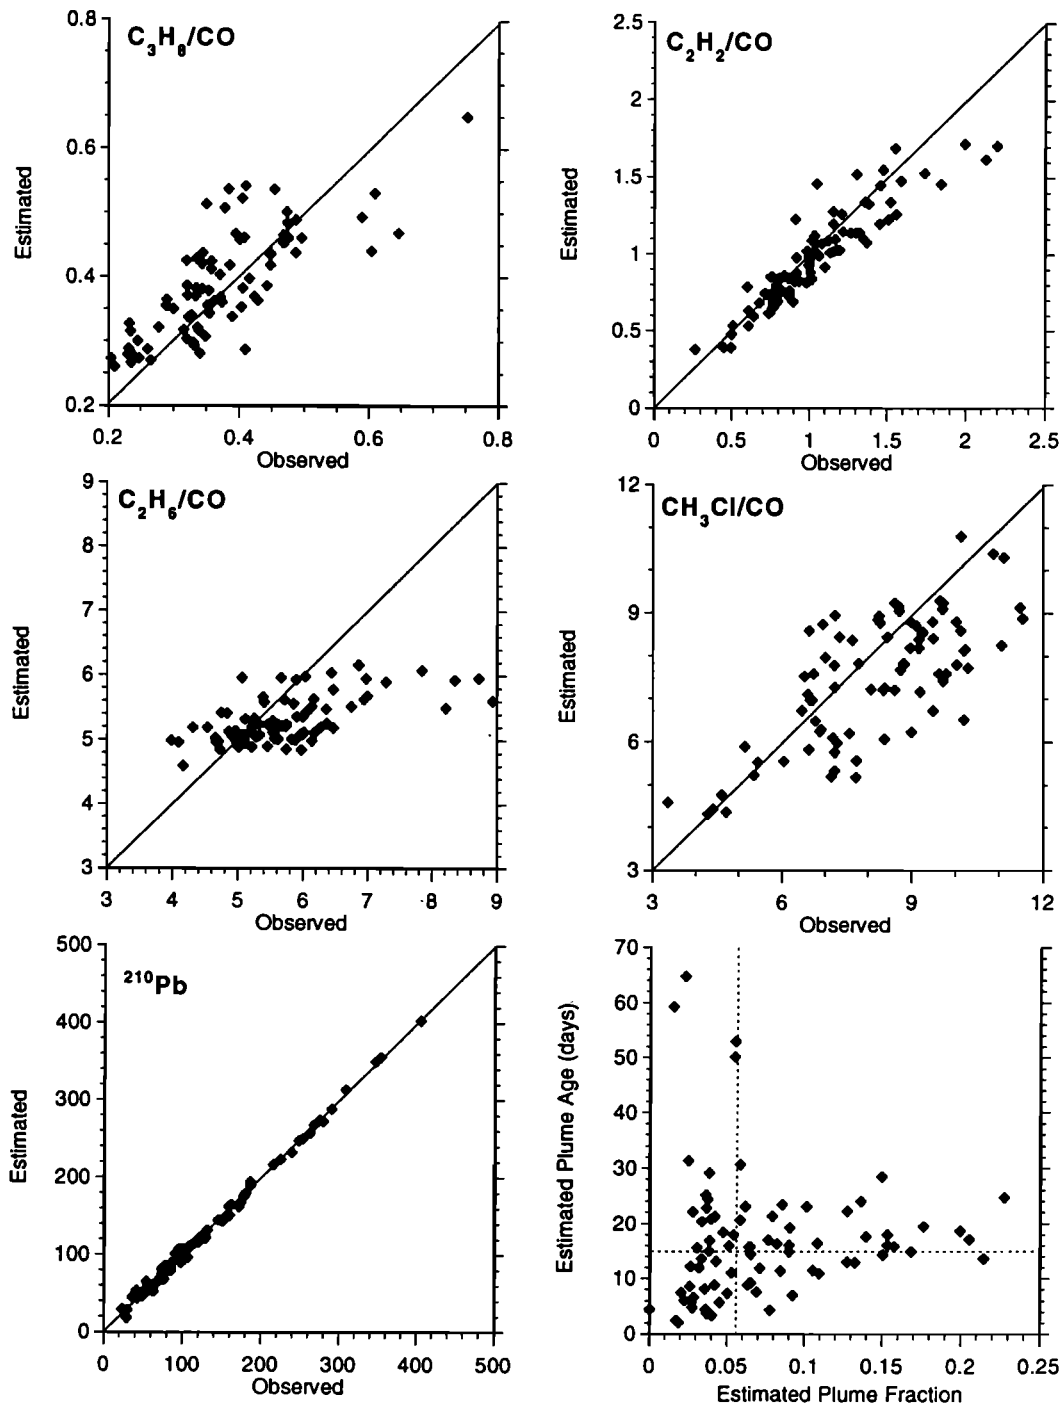 C3H8/CO
0.8
0.6
0.4
0.2
Estimated
0.2 0.4 0.6 0.8
Observed
C2H2/CO
2.5
2
1.5
1
0.5
0
Estimated
0 0.5 1 1.5 2 2.5
Observed
C2H6/CO
9
8
7
6
5
4
3
Estimated
3 4 5 6 7 8 9
Observed
CH3Cl/CO
12
9
6
3
Estimated
3 6 9 12
Observed
210Pb
500
400
300
200
100
0
Estimated
0 100 200 300 400 500
Observed
70
60
50
40
30
20
10
0
Estimated Plume Age (days)
0 0.05 0.1 0.15 0.2 0.25
Estimated Plume Fraction